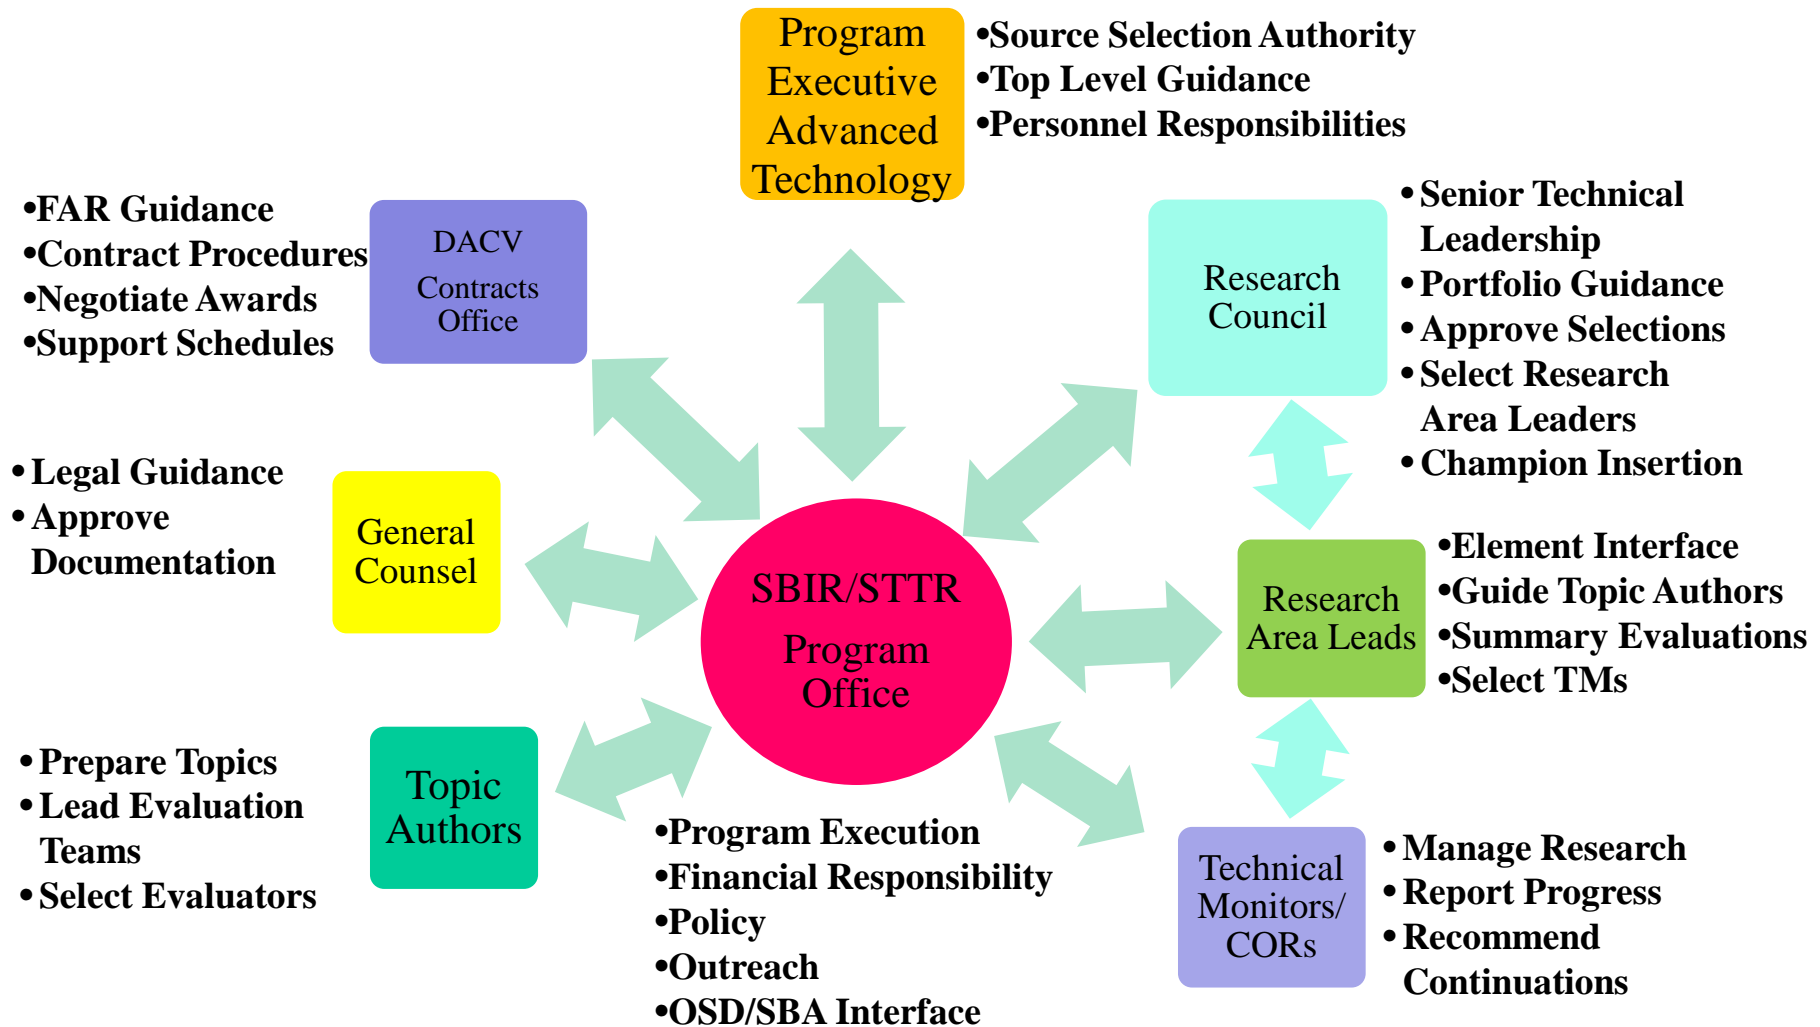 Program
Executive
Advanced
Technology
•Source Selection Authority
•Top Level Guidance
•Personnel Responsibilities
•FAR Guidance
•Contract Procedures
•Negotiate Awards
•Support Schedules
DACV
Contracts
Office
Research
Council
• Senior Technical
Leadership
• Portfolio Guidance
• Approve Selections
• Select Research
Area Leaders
• Champion Insertion
• Legal Guidance
• Approve
Documentation
General
Counsel
SBIR/STTR
Program
Office
Research
Area Leads
•Element Interface
•Guide Topic Authors
•Summary Evaluations
•Select TMs
• Prepare Topics
• Lead Evaluation
Teams
• Select Evaluators
Topic
Authors
•Program Execution
•Financial Responsibility
•Policy
•Outreach
•OSD/SBA Interface
Technical
Monitors/
CORs
• Manage Research
• Report Progress
• Recommend
Continuations